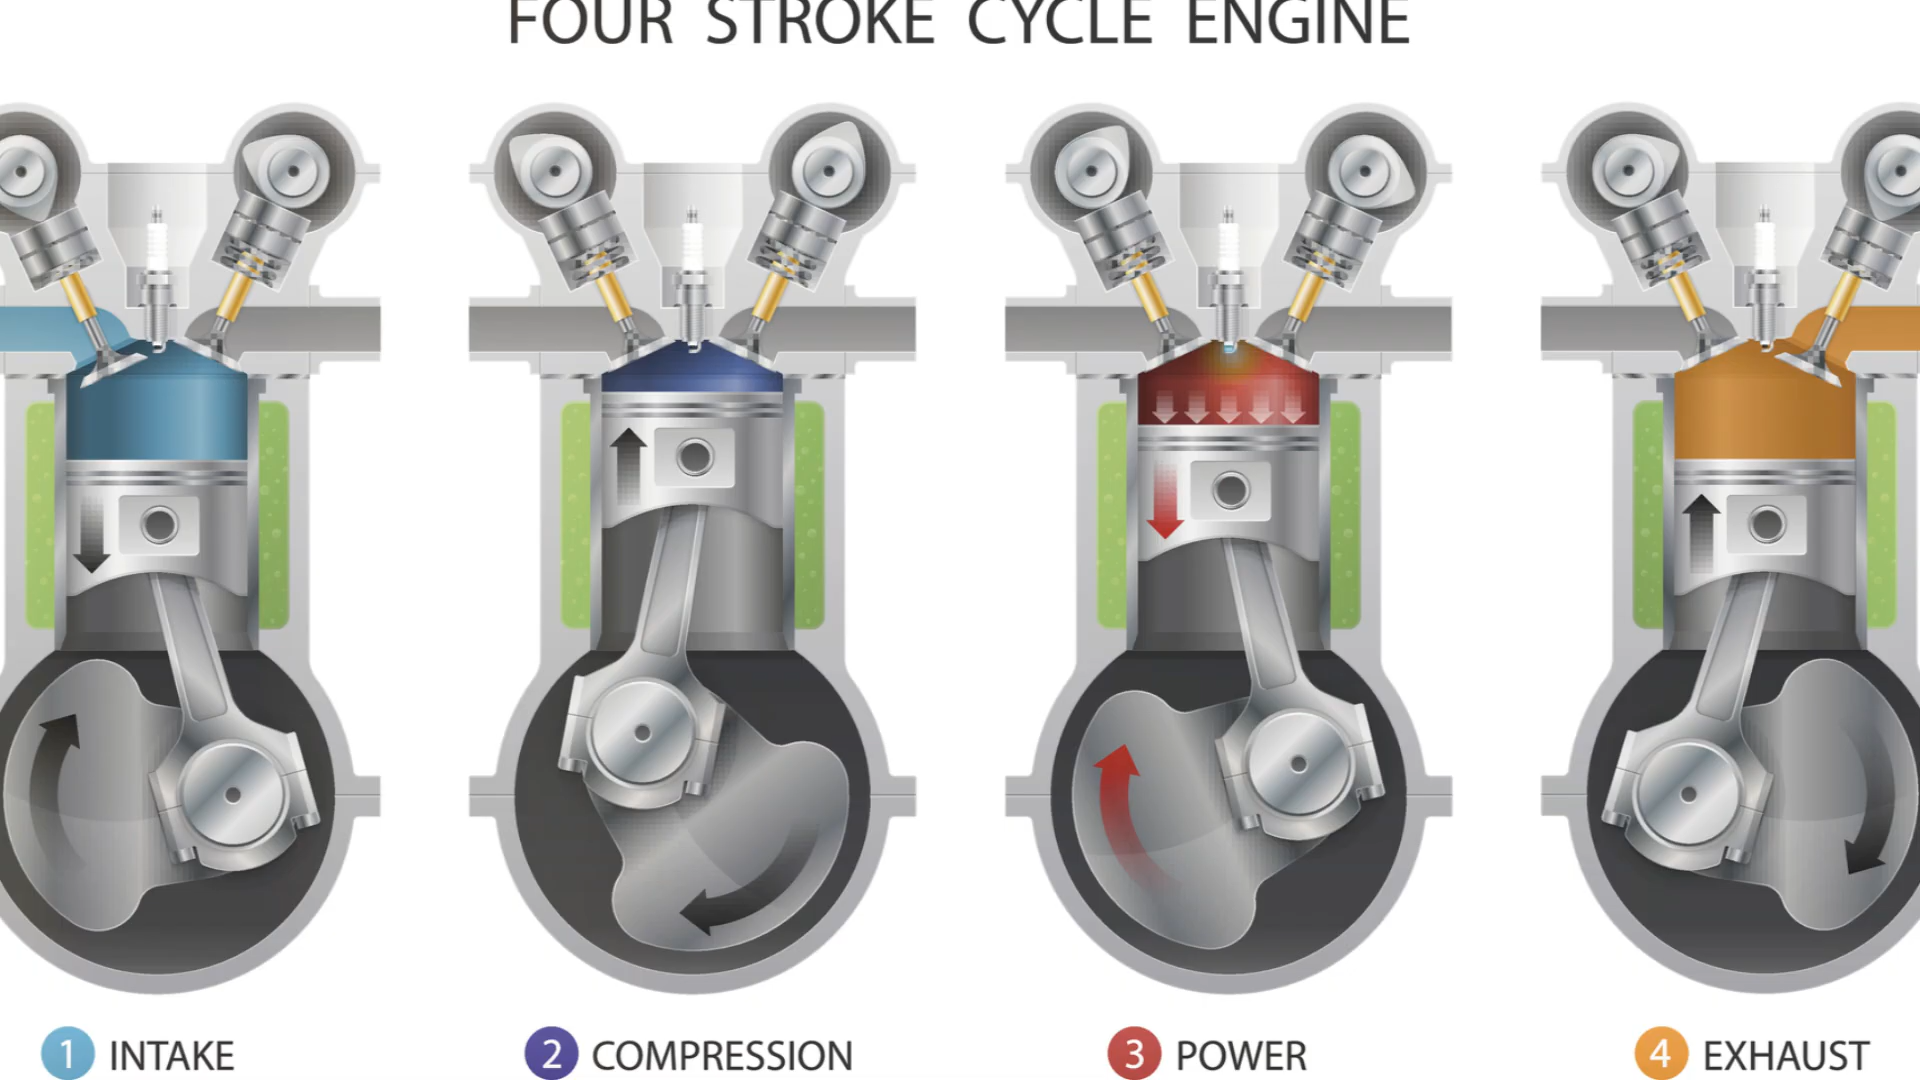 FOUR STROKE CYCLE ENGINE
1 INTAKE
2 COMPRESSION
3 POWER
4 EXHAUST